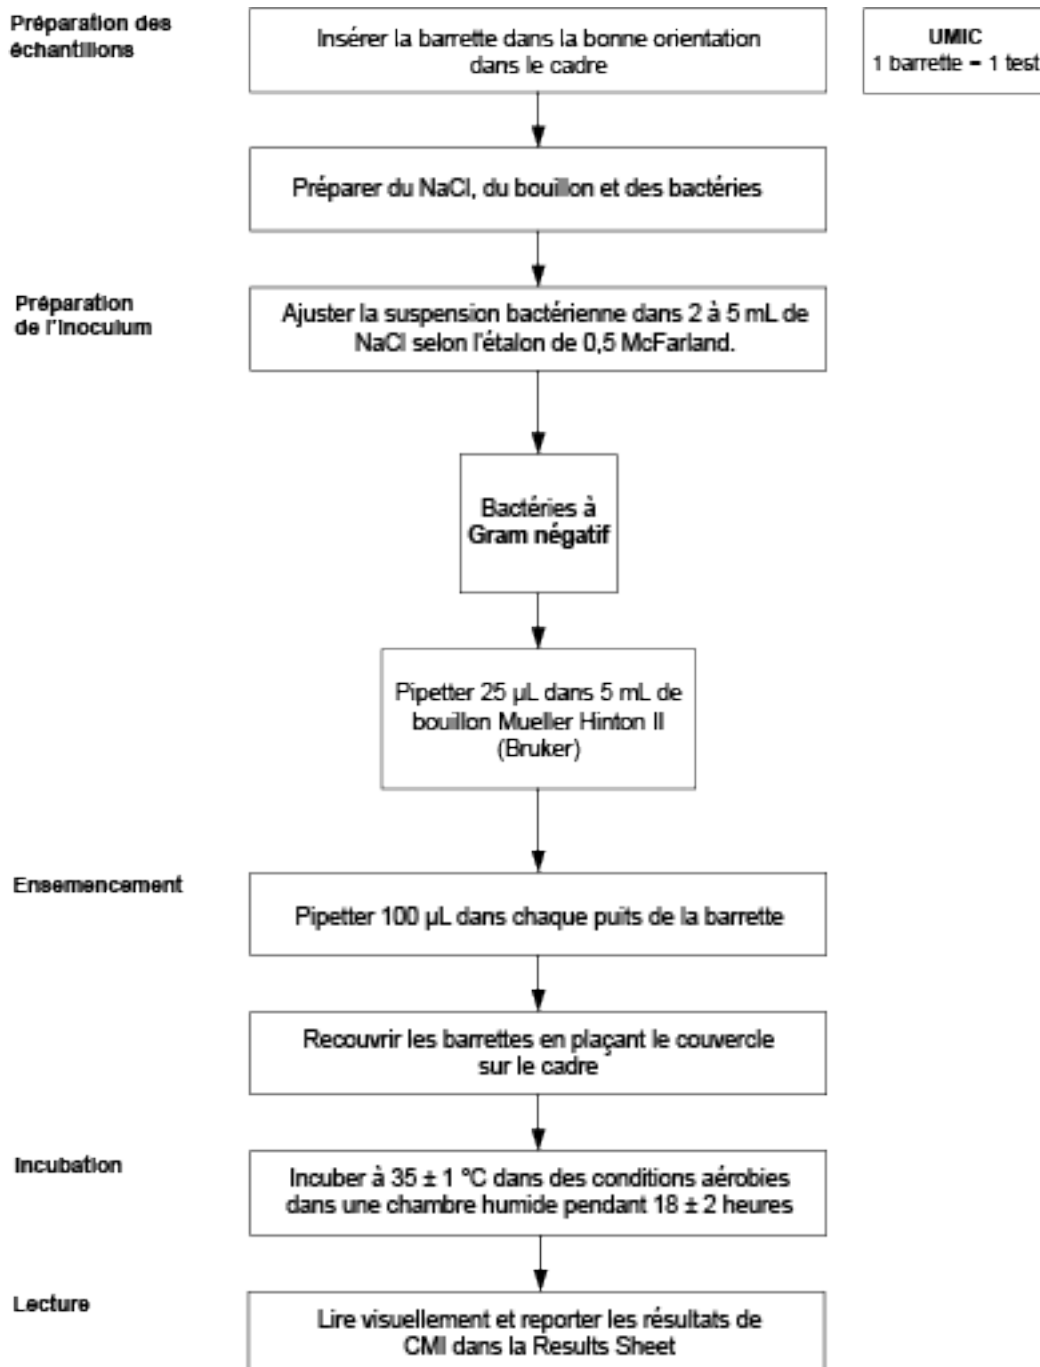 Préparation des
échantillons
Insérer la barrette dans la bonne orientation
dans le cadre
UMIC
1 barrette = 1 test
Préparer du NaCl, du bouillon et des bactéries
Préparation
de l'inoculum
Ajuster la suspension bactérienne dans 2 à 5 mL de
NaCl selon l'étalon de 0,5 McFarland.
Bactéries à
Gram négatif
Pipetter 25 µL dans 5 mL de
bouillon Mueller Hinton II
(Bruker)
Ensemencement
Pipetter 100 µL dans chaque puits de la barrette
Recouvrir les barrettes en plaçant le couvercle
sur le cadre
Incubation
Incuber à 35 ± 1 °C dans des conditions aérobies
dans une chambre humide pendant 18 ± 2 heures
Lecture
Lire visuellement et reporter les résultats de
CMI dans la Results Sheet